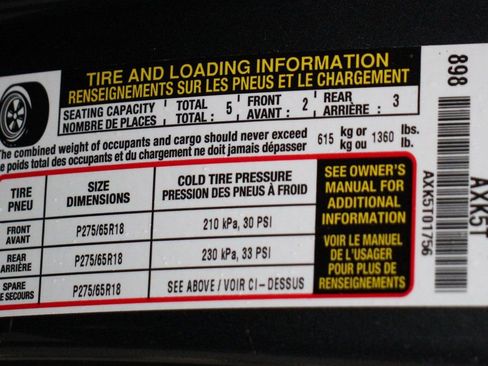 TIRE AND LOADING INFORMATION
RENSEIGNEMENTS SUR LES PNEUS ET LE CHARGEMENT
SEATING CAPACITY TOTAL : 5 FRONT : 2 REAR : 3
NOMBRE DE PLACES TOTAL AVANT ARRIÈRE
The combined weight of occupants and cargo should never exceed 615 kg or 1360 lbs.
e poids total des occupants et du chargement ne doit jamais dépasser kg ou lb.
TIRE SIZE COLD TIRE PRESSURE
PNEU DIMENSIONS PRESSION DES PNEUS À FROID
FRONT P275/65R18 210 kPa, 30 PSI
AVANT
REAR P275/65R18 230 kPa, 33 PSI
ARRIÈRE
SPARE P275/65R18 SEE ABOVE / VOIR CI-DESSUS
DE SECOURS
SEE OWNER'S
MANUAL FOR
ADDITIONAL
INFORMATION
VOIR LE MANUEL
DE L'USAGER
POUR PLUS DE
RENSEIGNEMENTS
898
AXK5T
AXK5101756